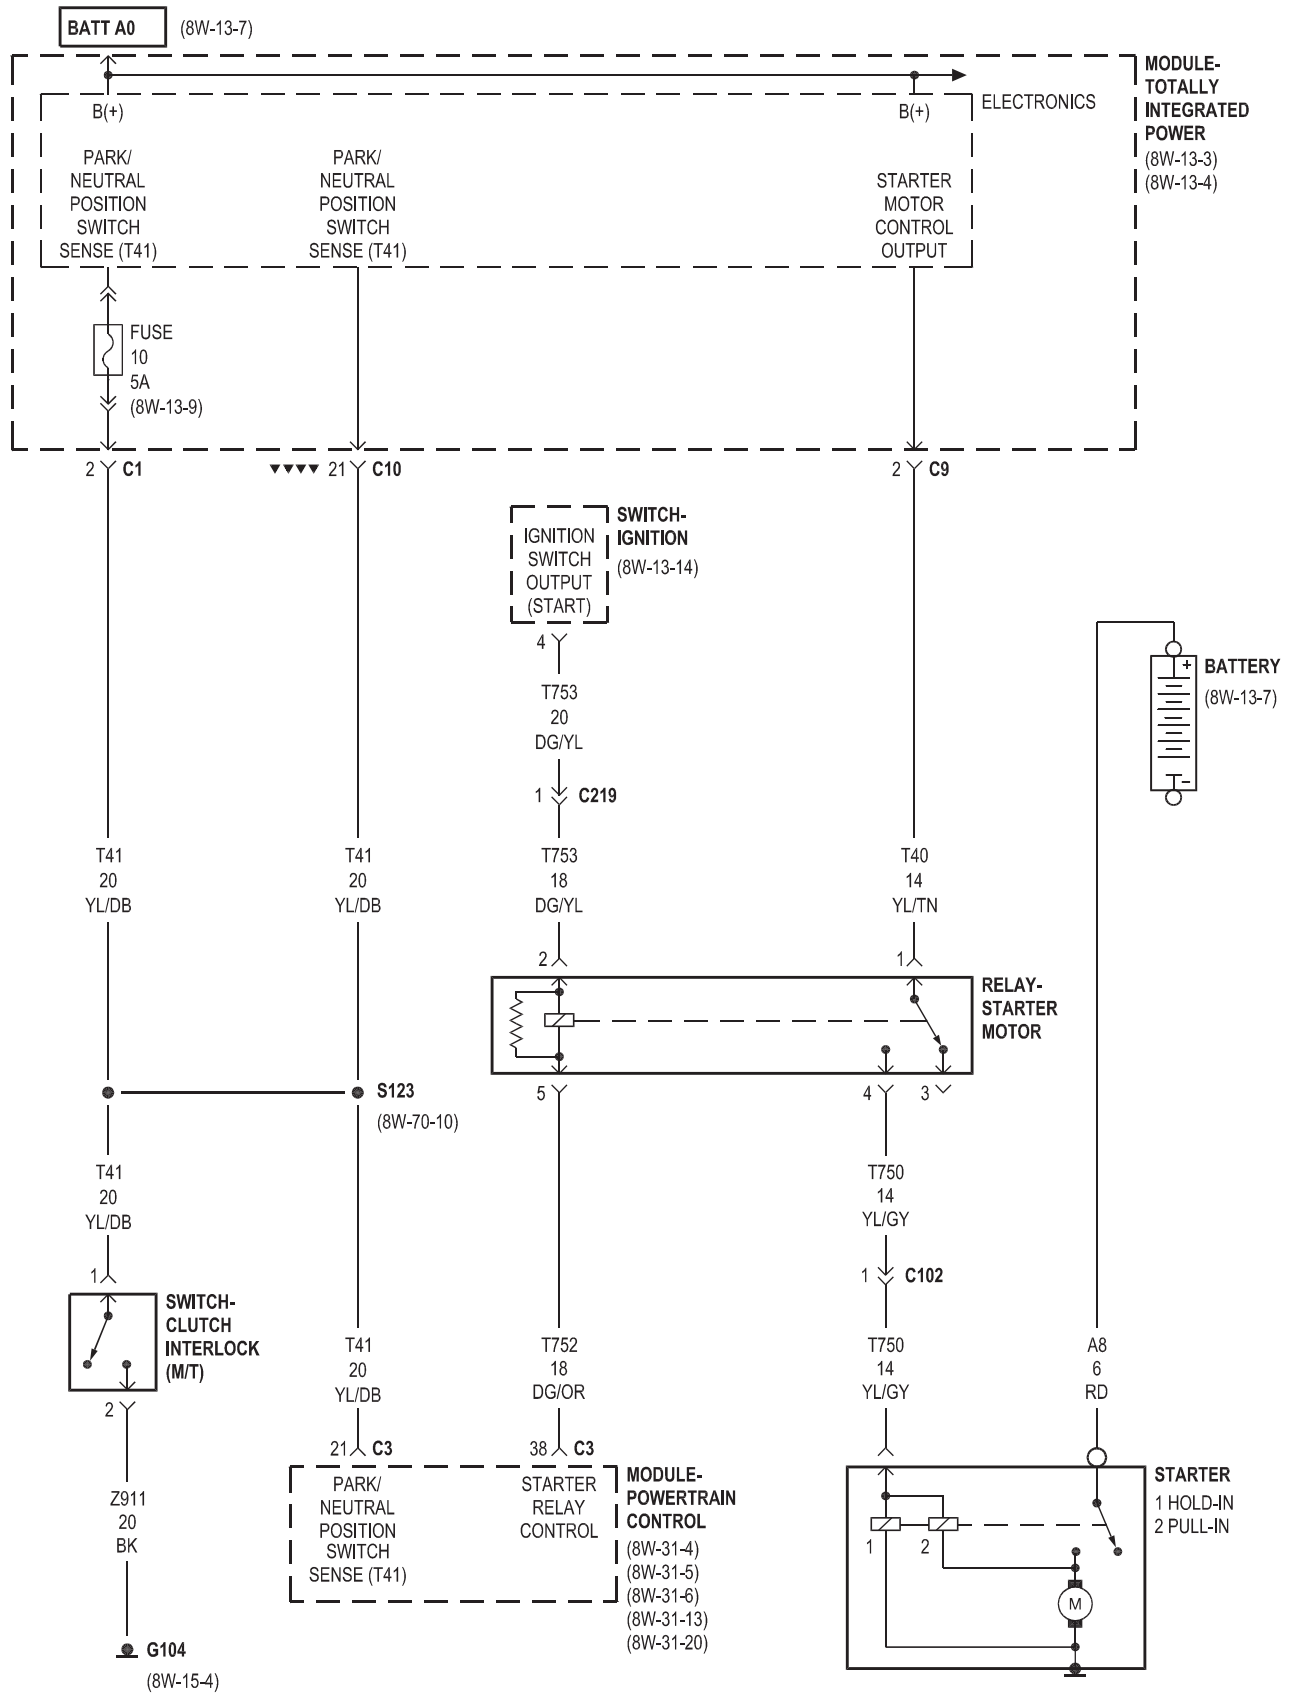 BATT A0 (8W-13-7)
MODULE-
TOTALLY
INTEGRATED
POWER
(8W-13-3)
(8W-13-4)
B(+)
B(+)
ELECTRONICS
PARK/
NEUTRAL
POSITION
SWITCH
SENSE (T41)
PARK/
NEUTRAL
POSITION
SWITCH
SENSE (T41)
STARTER
MOTOR
CONTROL
OUTPUT
FUSE
10
5A
(8W-13-9)
2 C1
21 C10
2 C9
IGNITION
SWITCH
OUTPUT
(START)
SWITCH-
IGNITION
(8W-13-14)
4
T753
20
DG/YL
1 C219
+
-
BATTERY
(8W-13-7)
T41
20
YL/DB
T41
20
YL/DB
T753
18
DG/YL
T40
14
YL/TN
2
1
RELAY-
STARTER
MOTOR
5
4
3
S123
(8W-70-10)
T41
20
YL/DB
T750
14
YL/GY
1
1 C102
SWITCH-
CLUTCH
INTERLOCK
(M/T)
2
T41
20
YL/DB
T752
18
DG/OR
T750
14
YL/GY
A8
6
RD
21 C3
38 C3
PARK/
NEUTRAL
POSITION
SWITCH
SENSE (T41)
STARTER
RELAY
CONTROL
MODULE-
POWERTRAIN
CONTROL
(8W-31-4)
(8W-31-5)
(8W-31-6)
(8W-31-13)
(8W-31-20)
STARTER
1 HOLD-IN
2 PULL-IN
1
2
M
Z911
20
BK
G104
(8W-15-4)